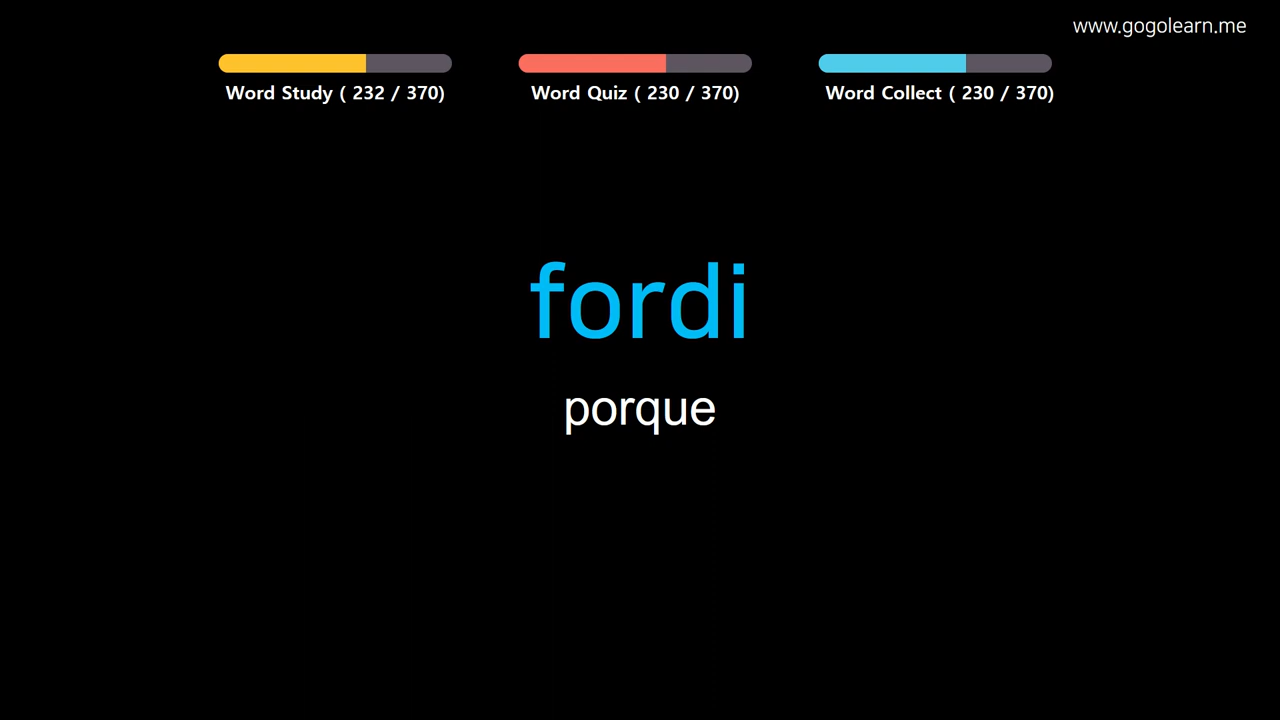 www.gogolearn.me
Word Study ( 232 / 370)
Word Quiz ( 230 / 370)
Word Collect ( 230 / 370)
fordi
porque